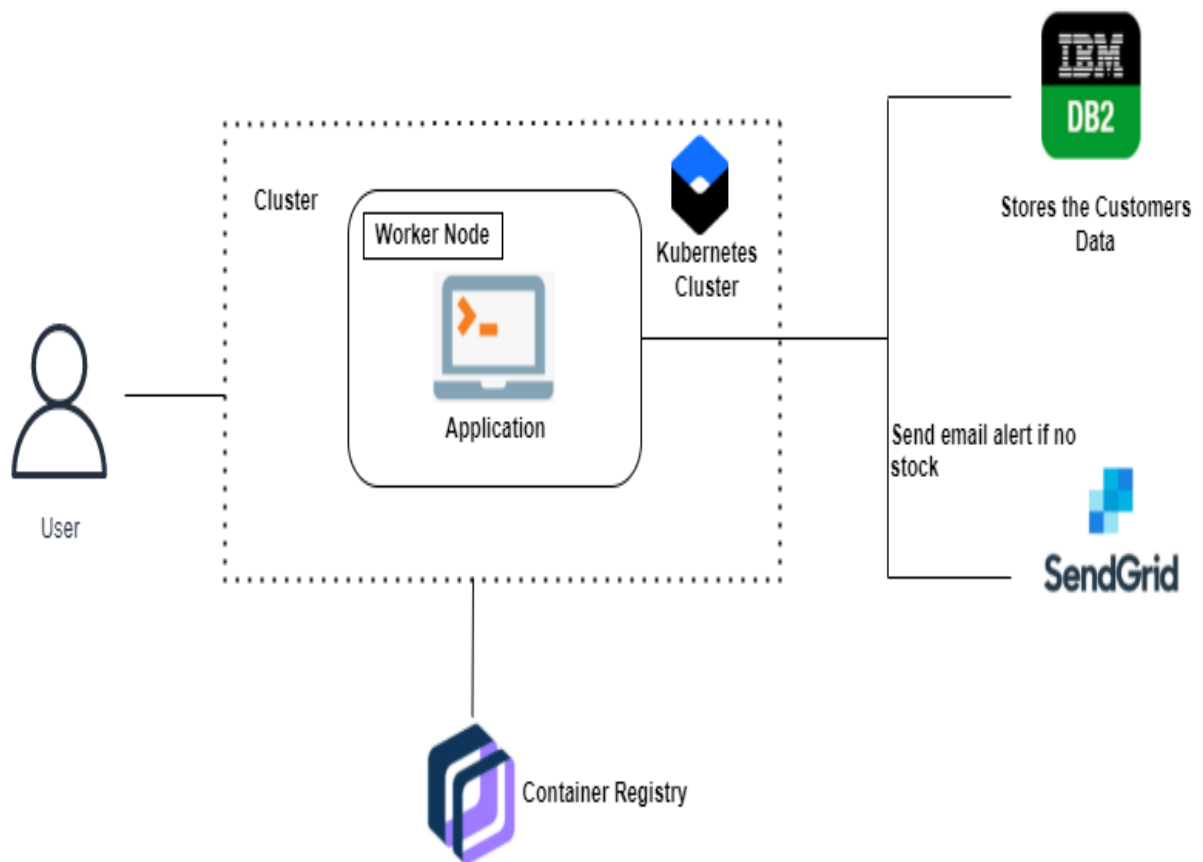 IBM
DB2
Stores the Customers
Data
Cluster
Worker Node
Kubernetes
Cluster
Application
User
Send email alert if no
stock
SendGrid
Container Registry